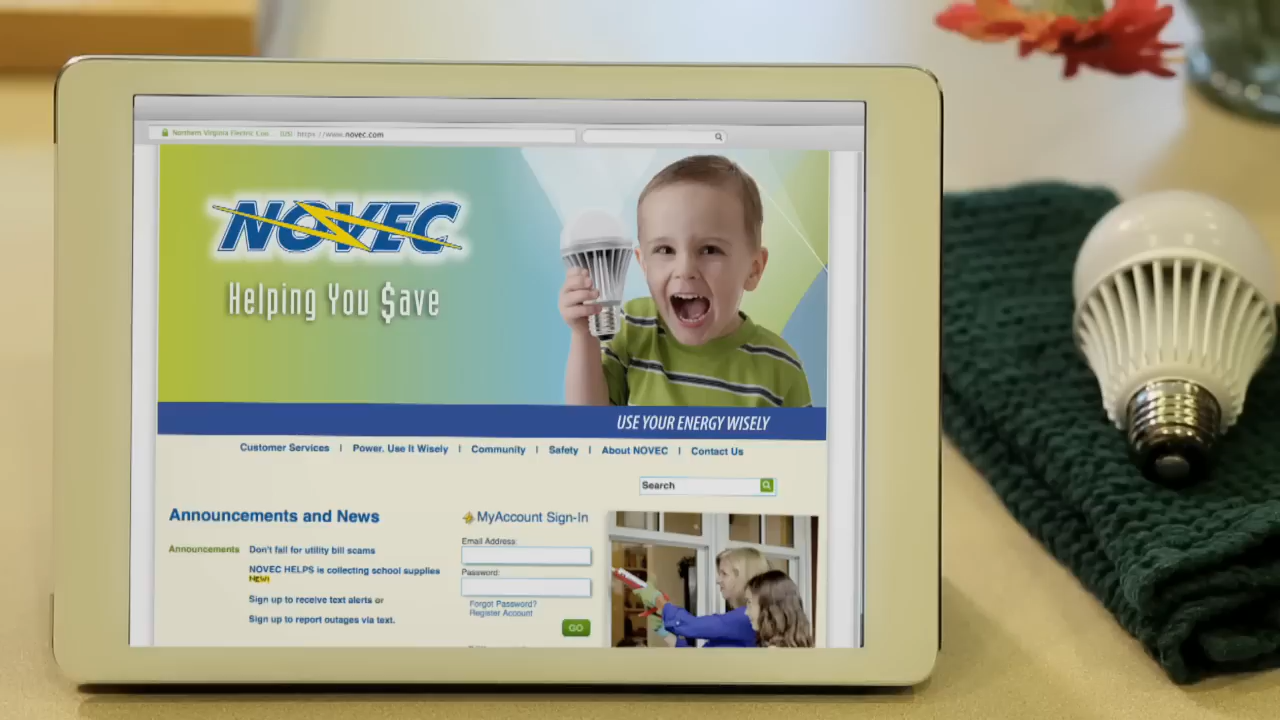 Northern Virginia Electric Coo... (US) https://www.novec.com
NOVEC
Helping You $ave
USE YOUR ENERGY WISELY
Customer Services | Power. Use It Wisely | Community | Safety | About NOVEC | Contact Us
Search
Announcements and News
Announcements
Don't fall for utility bill scams
NOVEC HELPS is collecting school supplies
NEW!
Sign up to receive text alerts or
Sign up to report outages via text.
MyAccount Sign-In
Email Address:
Password:
Forgot Password?
Register Account
GO